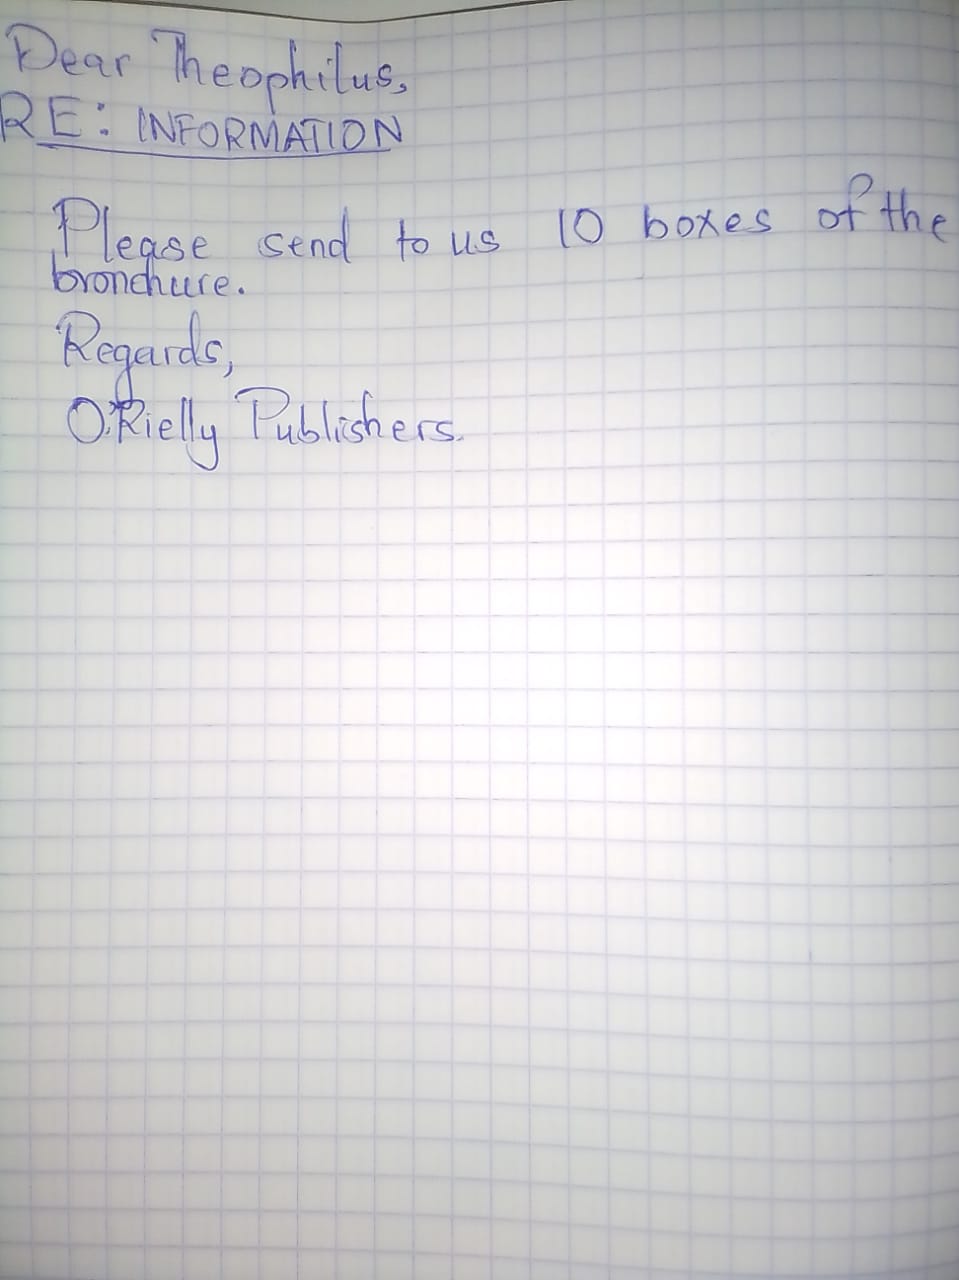 Dear Theophilus,
RE: INFORMATION
Please send to us 10 boxes of the
bronchure.
Regards,
O'Rielly Publishers.